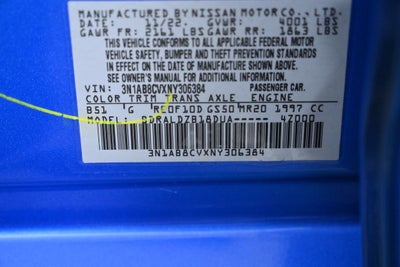 MANUFACTURED BY NISSAN MOTOR CO., LTD.
DATE: 11/22. GVWR: 4001 LBS
GAWR FR: 2161 LBS GAWR RR: 1863 LBS
THIS VEHICLE CONFORMS TO ALL APPLICABLE FEDERAL MOTOR
VEHICLE SAFETY, BUMPER AND THEFT PREVENTION STANDARDS
IN EFFECT ON THE DATE OF MANUFACTURE SHOWN ABOVE.
SEE OWNER'S MANUAL FOR ADDITIONAL INFORMATION.
VIN: 3N1AB8CVXNY306384 PASSENGER CAR.
COLOR TRIM TRANS AXLE ENGINE
B51 G RE0F10D GS50 MR20 1997 CC
MODEL: 4Z000
3N1AB8CVXNY306384